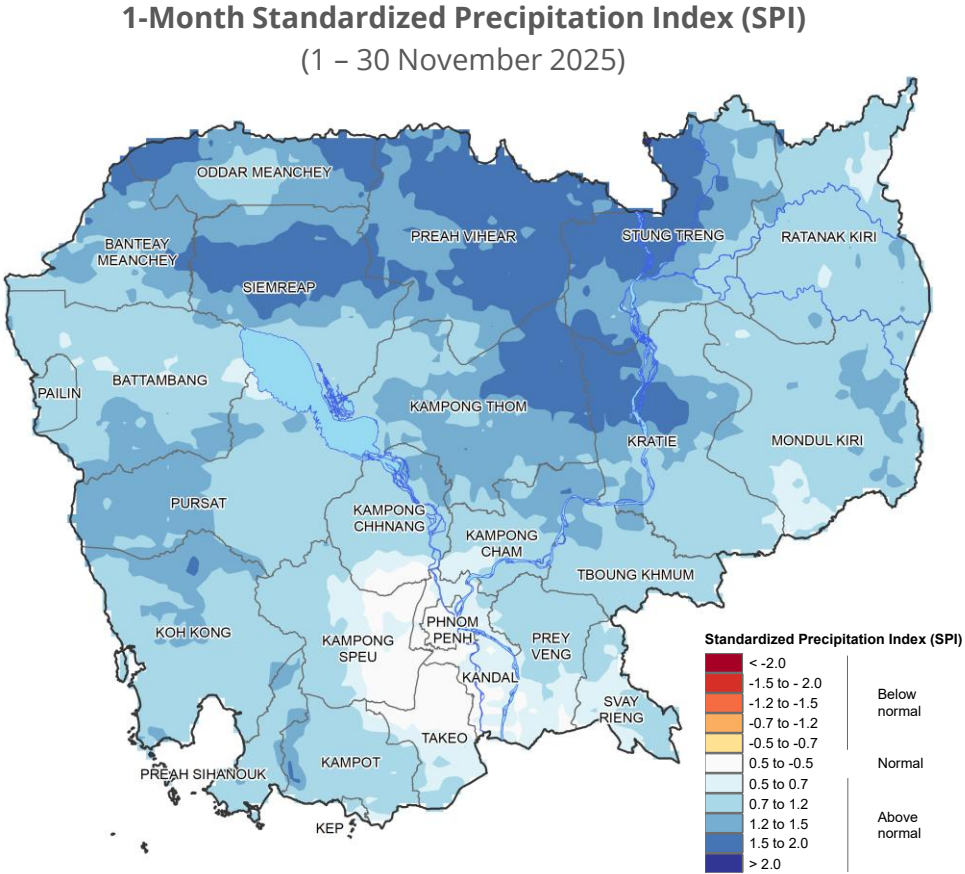 1-Month Standardized Precipitation Index (SPI)
(1 – 30 November 2025)
ODDAR MEANCHEY
BANTEAY
MEANCHEY
PREAH VIHEAR
STUNG TRENG
RATANAK KIRI
SIEMREAP
PAILIN
BATTAMBANG
KAMPONG THOM
KRATIE
MONDUL KIRI
PURSAT
KAMPONG
CHHNANG
KAMPONG
CHAM
TBOUNG KHMUM
KOH KONG
KAMPONG
SPEU
PHNOM
PENH
PREY
VENG
KANDAL
SVAY
RIENG
TAKEO
PREAH SIHANOUK
KAMPOT
KEP
Standardized Precipitation Index (SPI)
< -2.0
-1.5 to - 2.0
-1.2 to -1.5
-0.7 to -1.2
-0.5 to -0.7
Below
normal
0.5 to -0.5
Normal
0.5 to 0.7
0.7 to 1.2
1.2 to 1.5
1.5 to 2.0
> 2.0
Above
normal